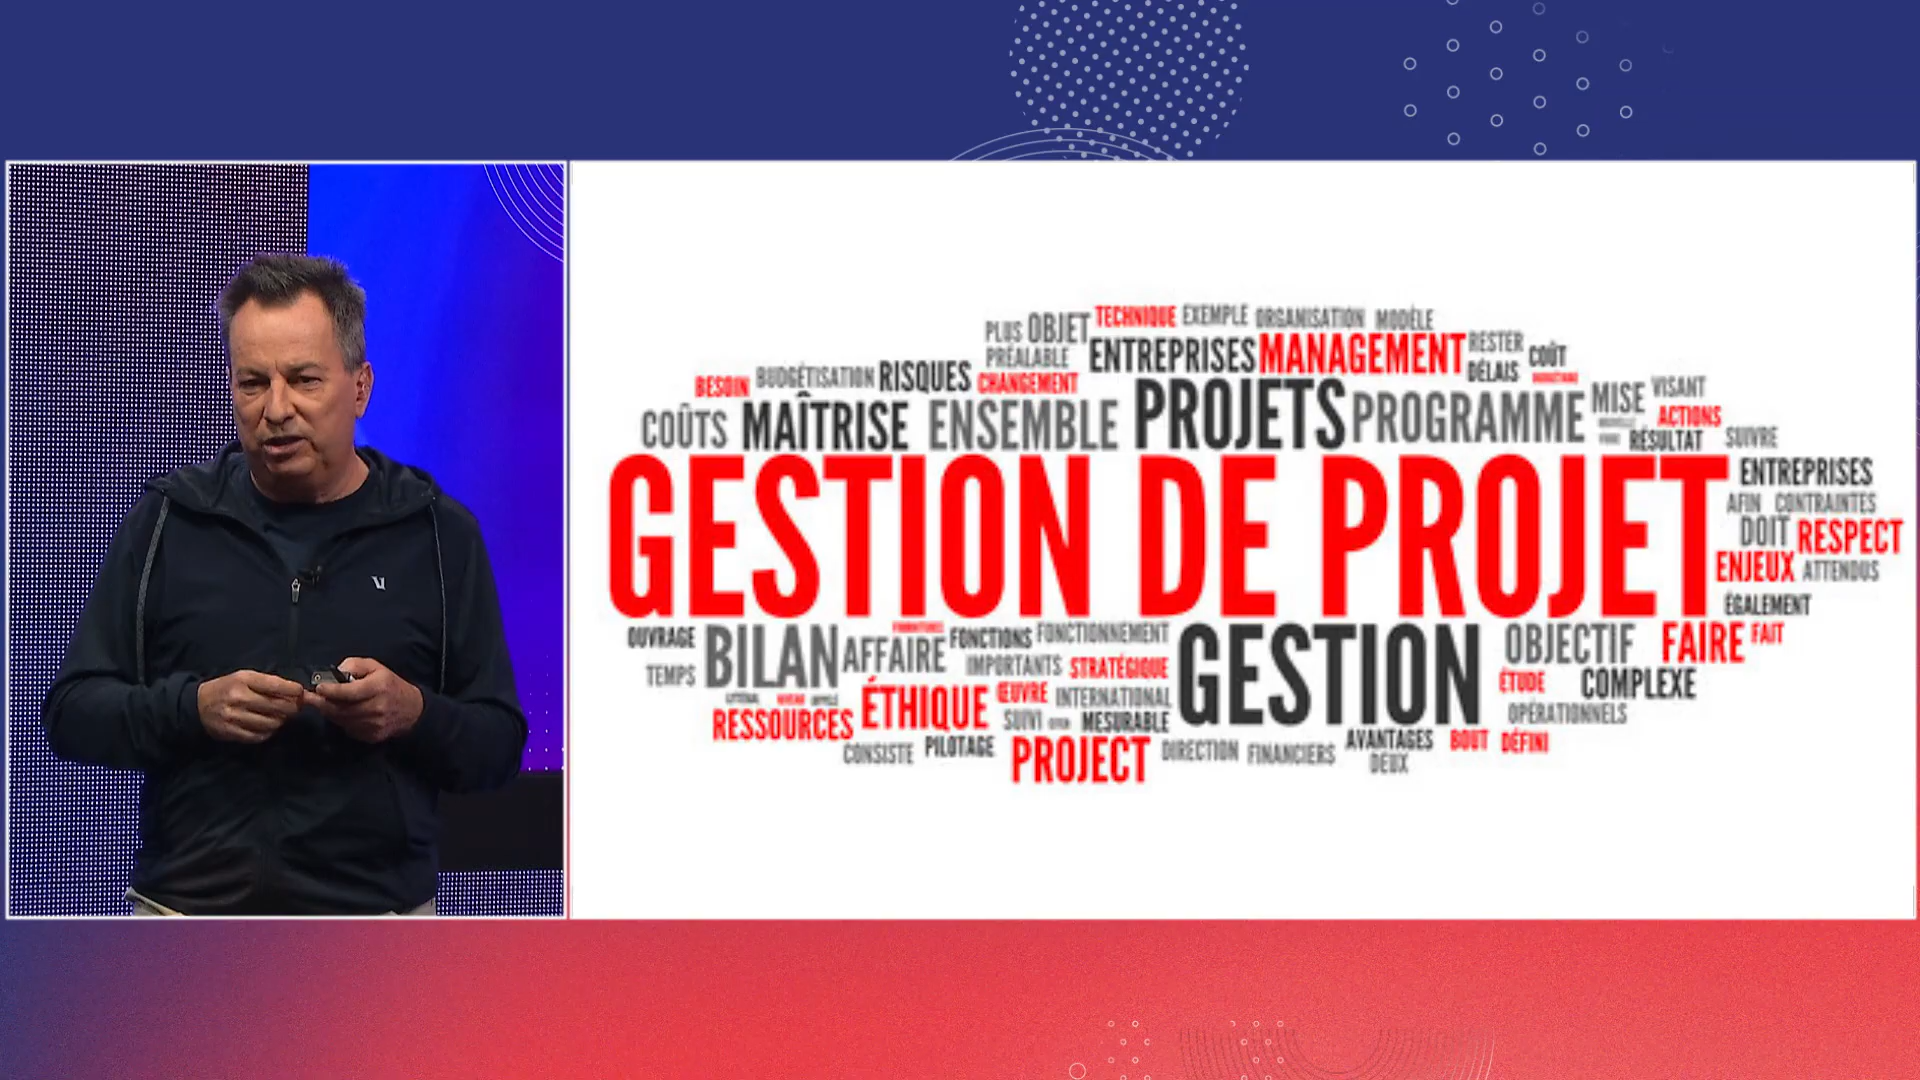 TECHNIQUE EXEMPLE ORGANISATION MODÈLE
PLUS OBJET
PRÉALABLE ENTREPRISES MANAGEMENT RESTER
DÉLAIS COÛT
BESOIN BUDGÉTISATION RISQUES CHANGEMENT
MISE VISANT
COÛTS MAÎTRISE ENSEMBLE PROJETS PROGRAMME ACTIONS
RÉSULTAT SUIVRE
GESTION DE PROJET
ENTREPRISES
AFIN CONTRAINTES
DOIT RESPECT
ENJEUX ATTENDUS
ÉGALEMENT
OUVRAGE BILAN AFFAIRE FONCTIONS FONCTIONNEMENT GESTION OBJECTIF FAIRE FAIT
TEMPS IMPORTANTS STRATÉGIQUE ÉTUDE COMPLEXE
RESSOURCES ÉTHIQUE ŒUVRE INTERNATIONAL
SUIVI MESURABLE OPÉRATIONNELS
CONSISTE PILOTAGE PROJECT DIRECTION FINANCIERS AVANTAGES BOUT DÉFINI
DEUX